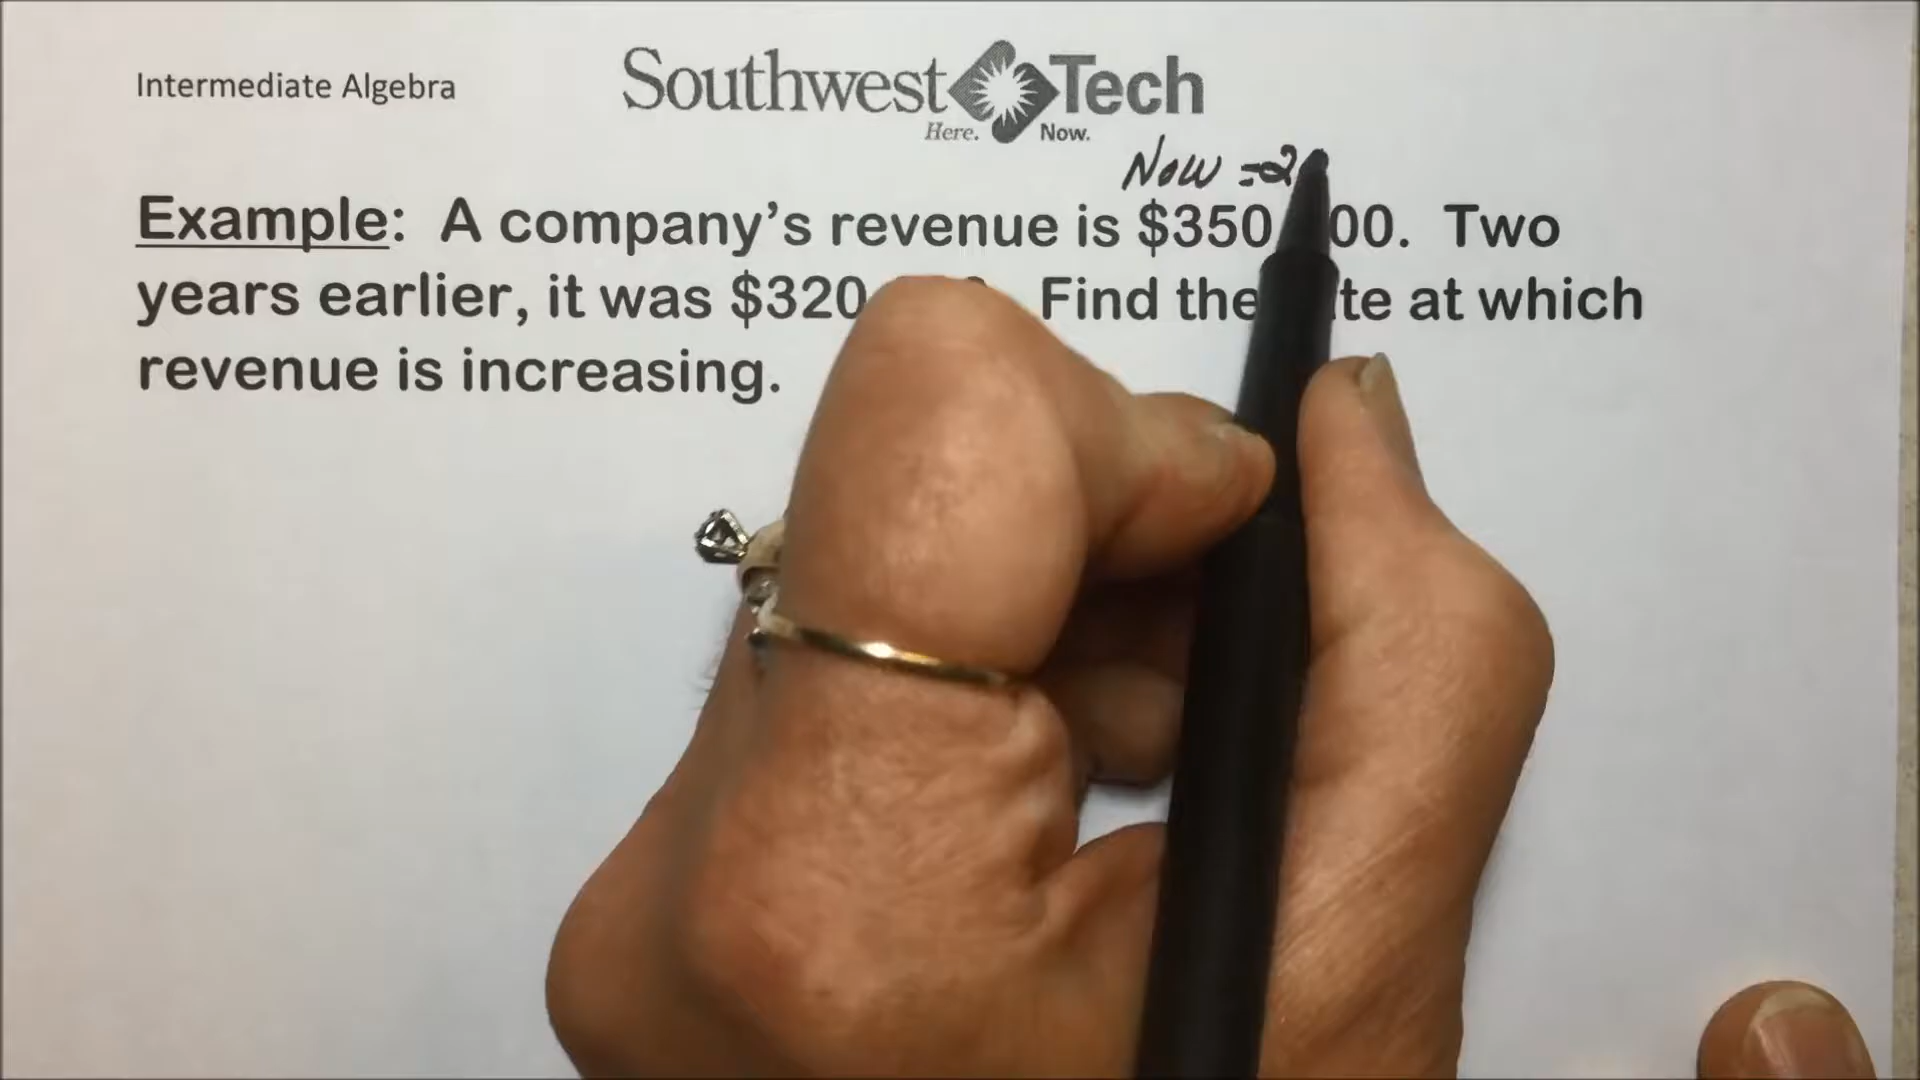 Intermediate Algebra
Southwest Tech
Here. Now.
Now = 2
Example: A company's revenue is $350 00. Two
years earlier, it was $320 Find the te at which
revenue is increasing.